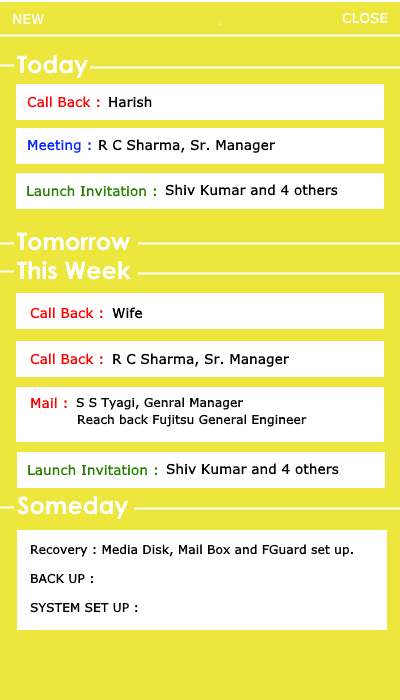 NEW CLOSE
Today
Call Back : Harish
Meeting : R C Sharma, Sr. Manager
Launch Invitation : Shiv Kumar and 4 others
Tomorrow
This Week
Call Back : Wife
Call Back : R C Sharma, Sr. Manager
Mail : S S Tyagi, Genral Manager
Reach back Fujitsu General Engineer
Launch Invitation : Shiv Kumar and 4 others
Someday
Recovery : Media Disk, Mail Box and FGuard set up.
BACK UP :
SYSTEM SET UP :